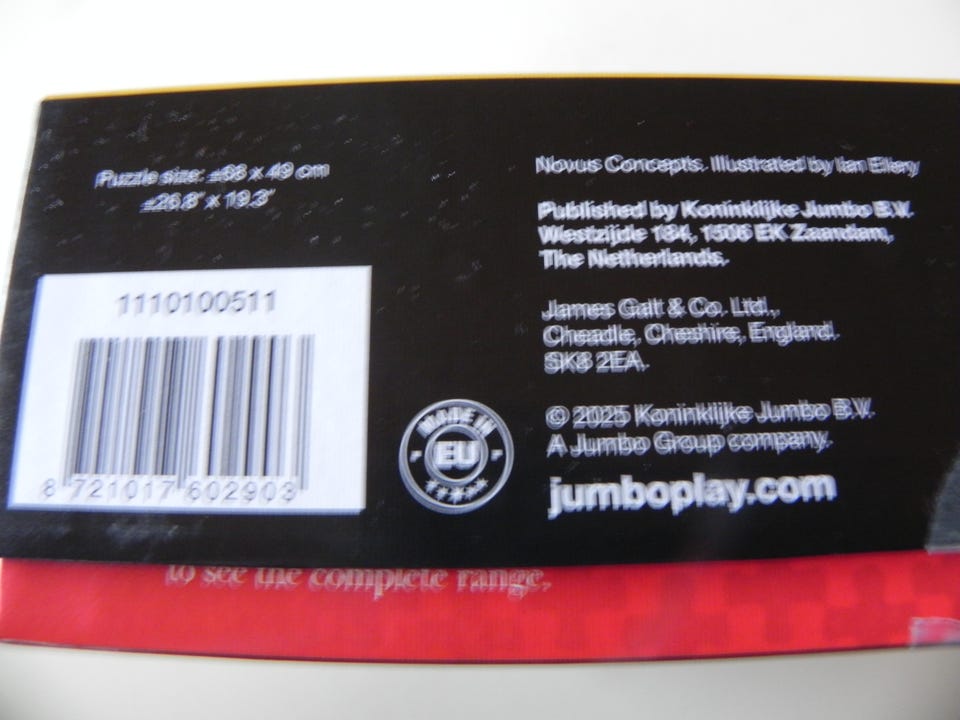 Puzzle size: ±68 x 49 cm
±26.8" x 19.3"
1110100511
8 721017 602903
MADE IN
EU
Novus Concepts. Illustrated by Ian Ellery
Published by Koninklijke Jumbo B.V.
Westzijde 184, 1506 EK Zaandam,
The Netherlands.
James Galt & Co. Ltd.,
Cheadle, Cheshire, England.
SK8 2EA.
© 2025 Koninklijke Jumbo B.V.
A Jumbo Group company.
jumboplay.com
to see the complete range.